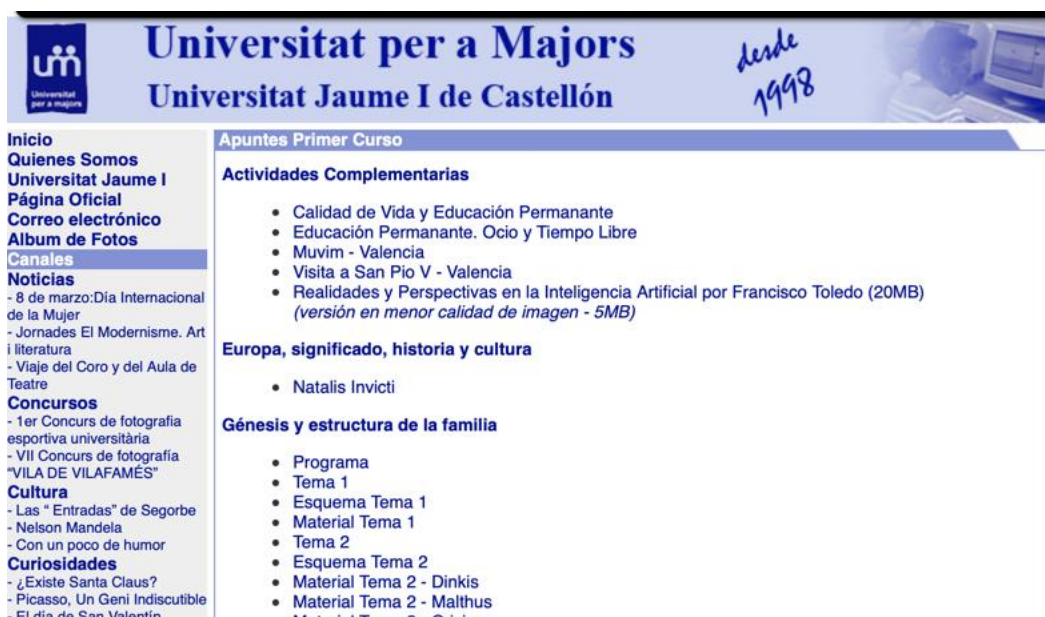 um
Universitat
per a majors
Universitat per a Majors
Universitat Jaume I de Castellón
desde
1998
Inicio
Quienes Somos
Universitat Jaume I
Página Oficial
Correo electrónico
Album de Fotos
Canales
Noticias
- 8 de marzo:Día Internacional
de la Mujer
- Jornades El Modernisme. Art
i literatura
- Viaje del Coro y del Aula de
Teatre
Concursos
- 1er Concurs de fotografia
esportiva universitària
- VII Concurs de fotografía
"VILA DE VILAFAMÉS"
Cultura
- Las “ Entradas” de Segorbe
- Nelson Mandela
- Con un poco de humor
Curiosidades
- ¿Existe Santa Claus?
- Picasso, Un Geni Indiscutible
- El día de San Valentín
Apuntes Primer Curso
Actividades Complementarias
• Calidad de Vida y Educación Permanante
• Educación Permanante. Ocio y Tiempo Libre
• Muvim - Valencia
• Visita a San Pio V - Valencia
• Realidades y Perspectivas en la Inteligencia Artificial por Francisco Toledo (20MB)
(versión en menor calidad de imagen - 5MB)
Europa, significado, historia y cultura
• Natalis Invicti
Génesis y estructura de la familia
• Programa
• Tema 1
• Esquema Tema 1
• Material Tema 1
• Tema 2
• Esquema Tema 2
• Material Tema 2 - Dinkis
• Material Tema 2 - Malthus